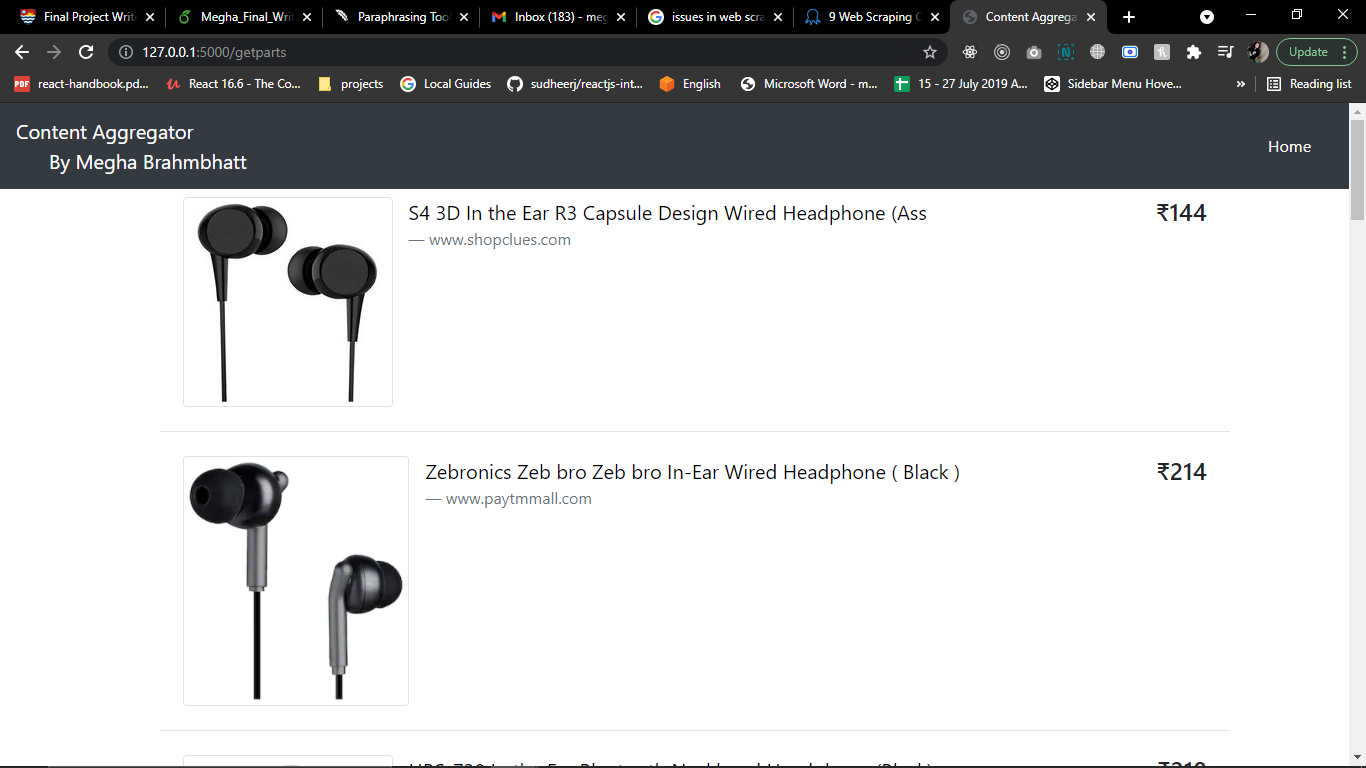 Final Project Write
Megha_Final_Writ
Paraphrasing Tool
Inbox (183) - meg
issues in web scra
9 Web Scraping C
Content Aggrega
127.0.0.1:5000/getparts
Update
react-handbook.pd...
React 16.6 - The Co...
projects
Local Guides
sudheerj/reactjs-int...
English
Microsoft Word - m...
15 - 27 July 2019 A...
Sidebar Menu Hove...
»
Reading list
Content Aggregator
By Megha Brahmbhatt
Home
S4 3D In the Ear R3 Capsule Design Wired Headphone (Ass
₹144
— www.shopclues.com
Zebronics Zeb bro Zeb bro In-Ear Wired Headphone ( Black )
₹214
— www.paytmmall.com